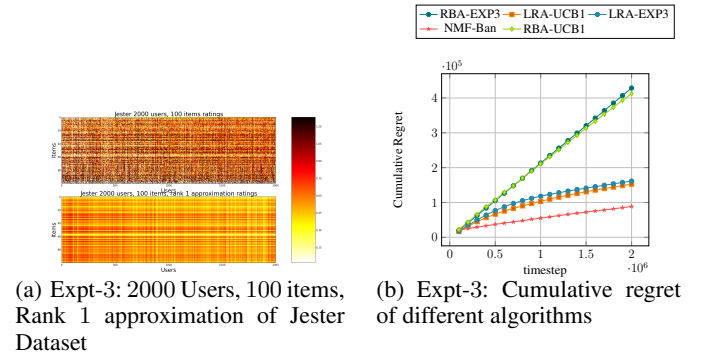 RBA-EXP3 LRA-UCB1 LRA-EXP3
NMF-Ban RBA-UCB1
Jester 2000 users, 100 items ratings
Items
Users
Jester 2000 users, 100 items, rank 1 approximation ratings
Items
Users
·10^5
4
3
2
1
0
Cumulative Regret
0 0.5 1 1.5 2
timestep
·10^6
(a) Expt-3: 2000 Users, 100 items,
Rank 1 approximation of Jester
Dataset
(b) Expt-3: Cumulative regret
of different algorithms